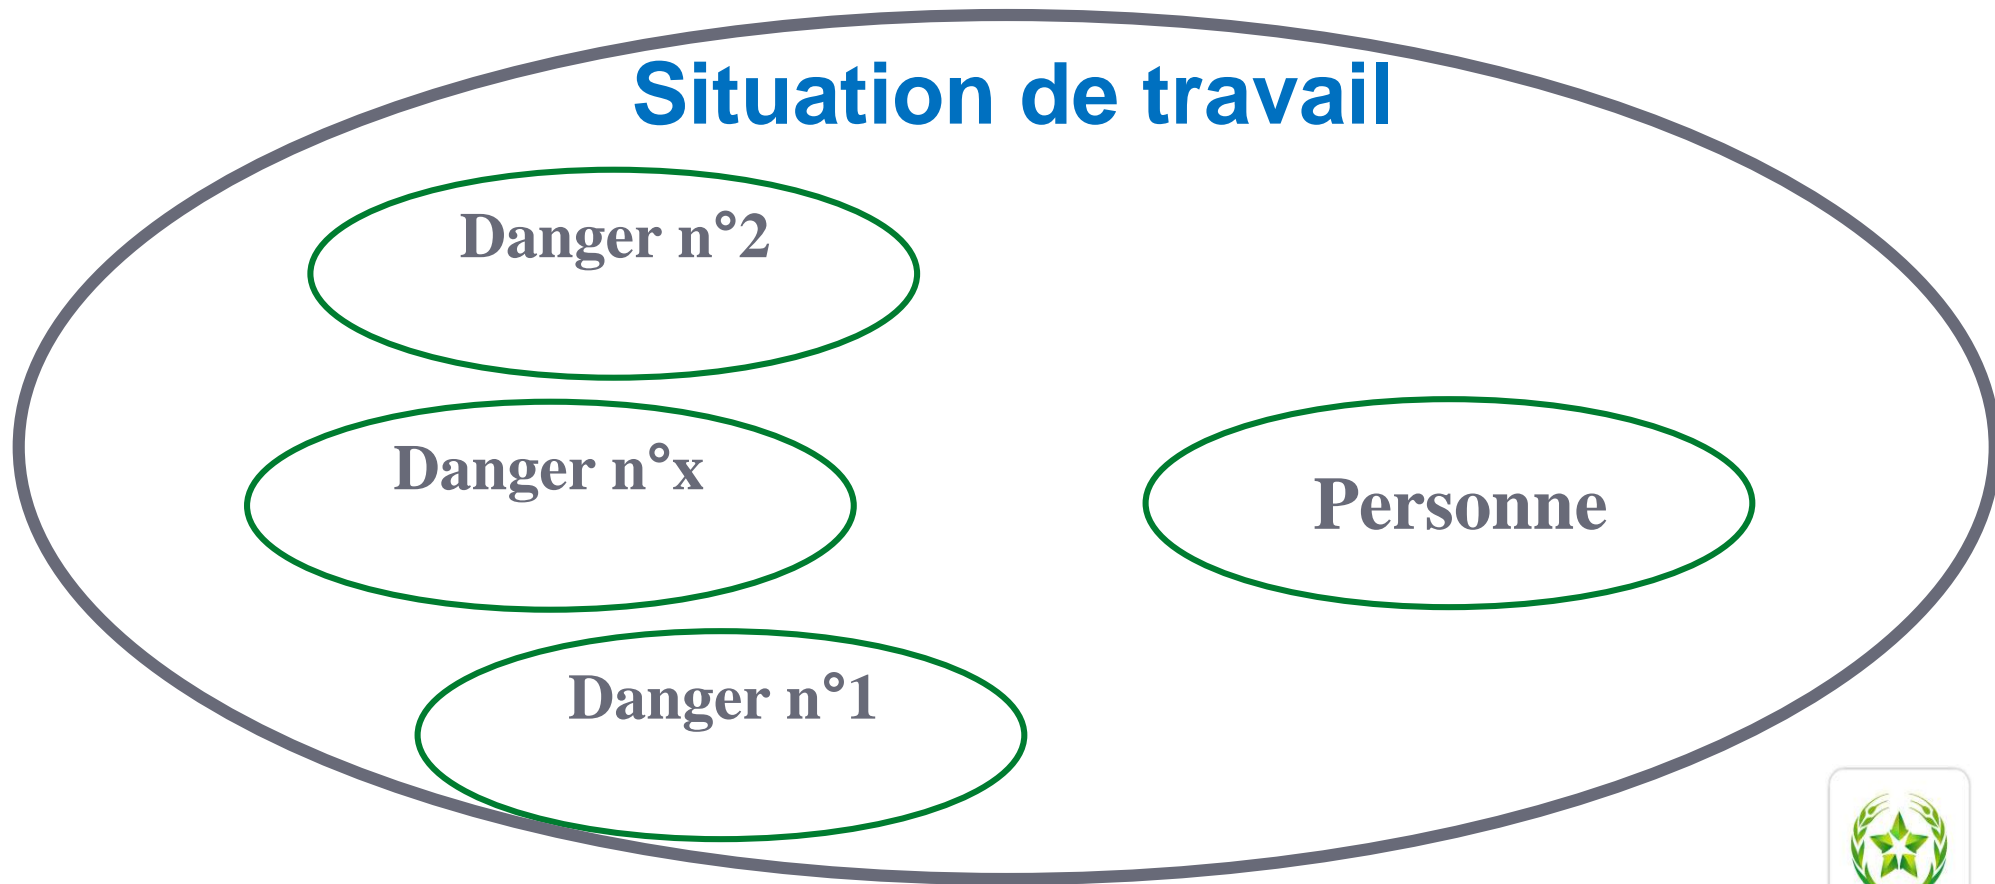 Situation de travail
Danger n°2
Danger n°x
Personne
Danger n°1